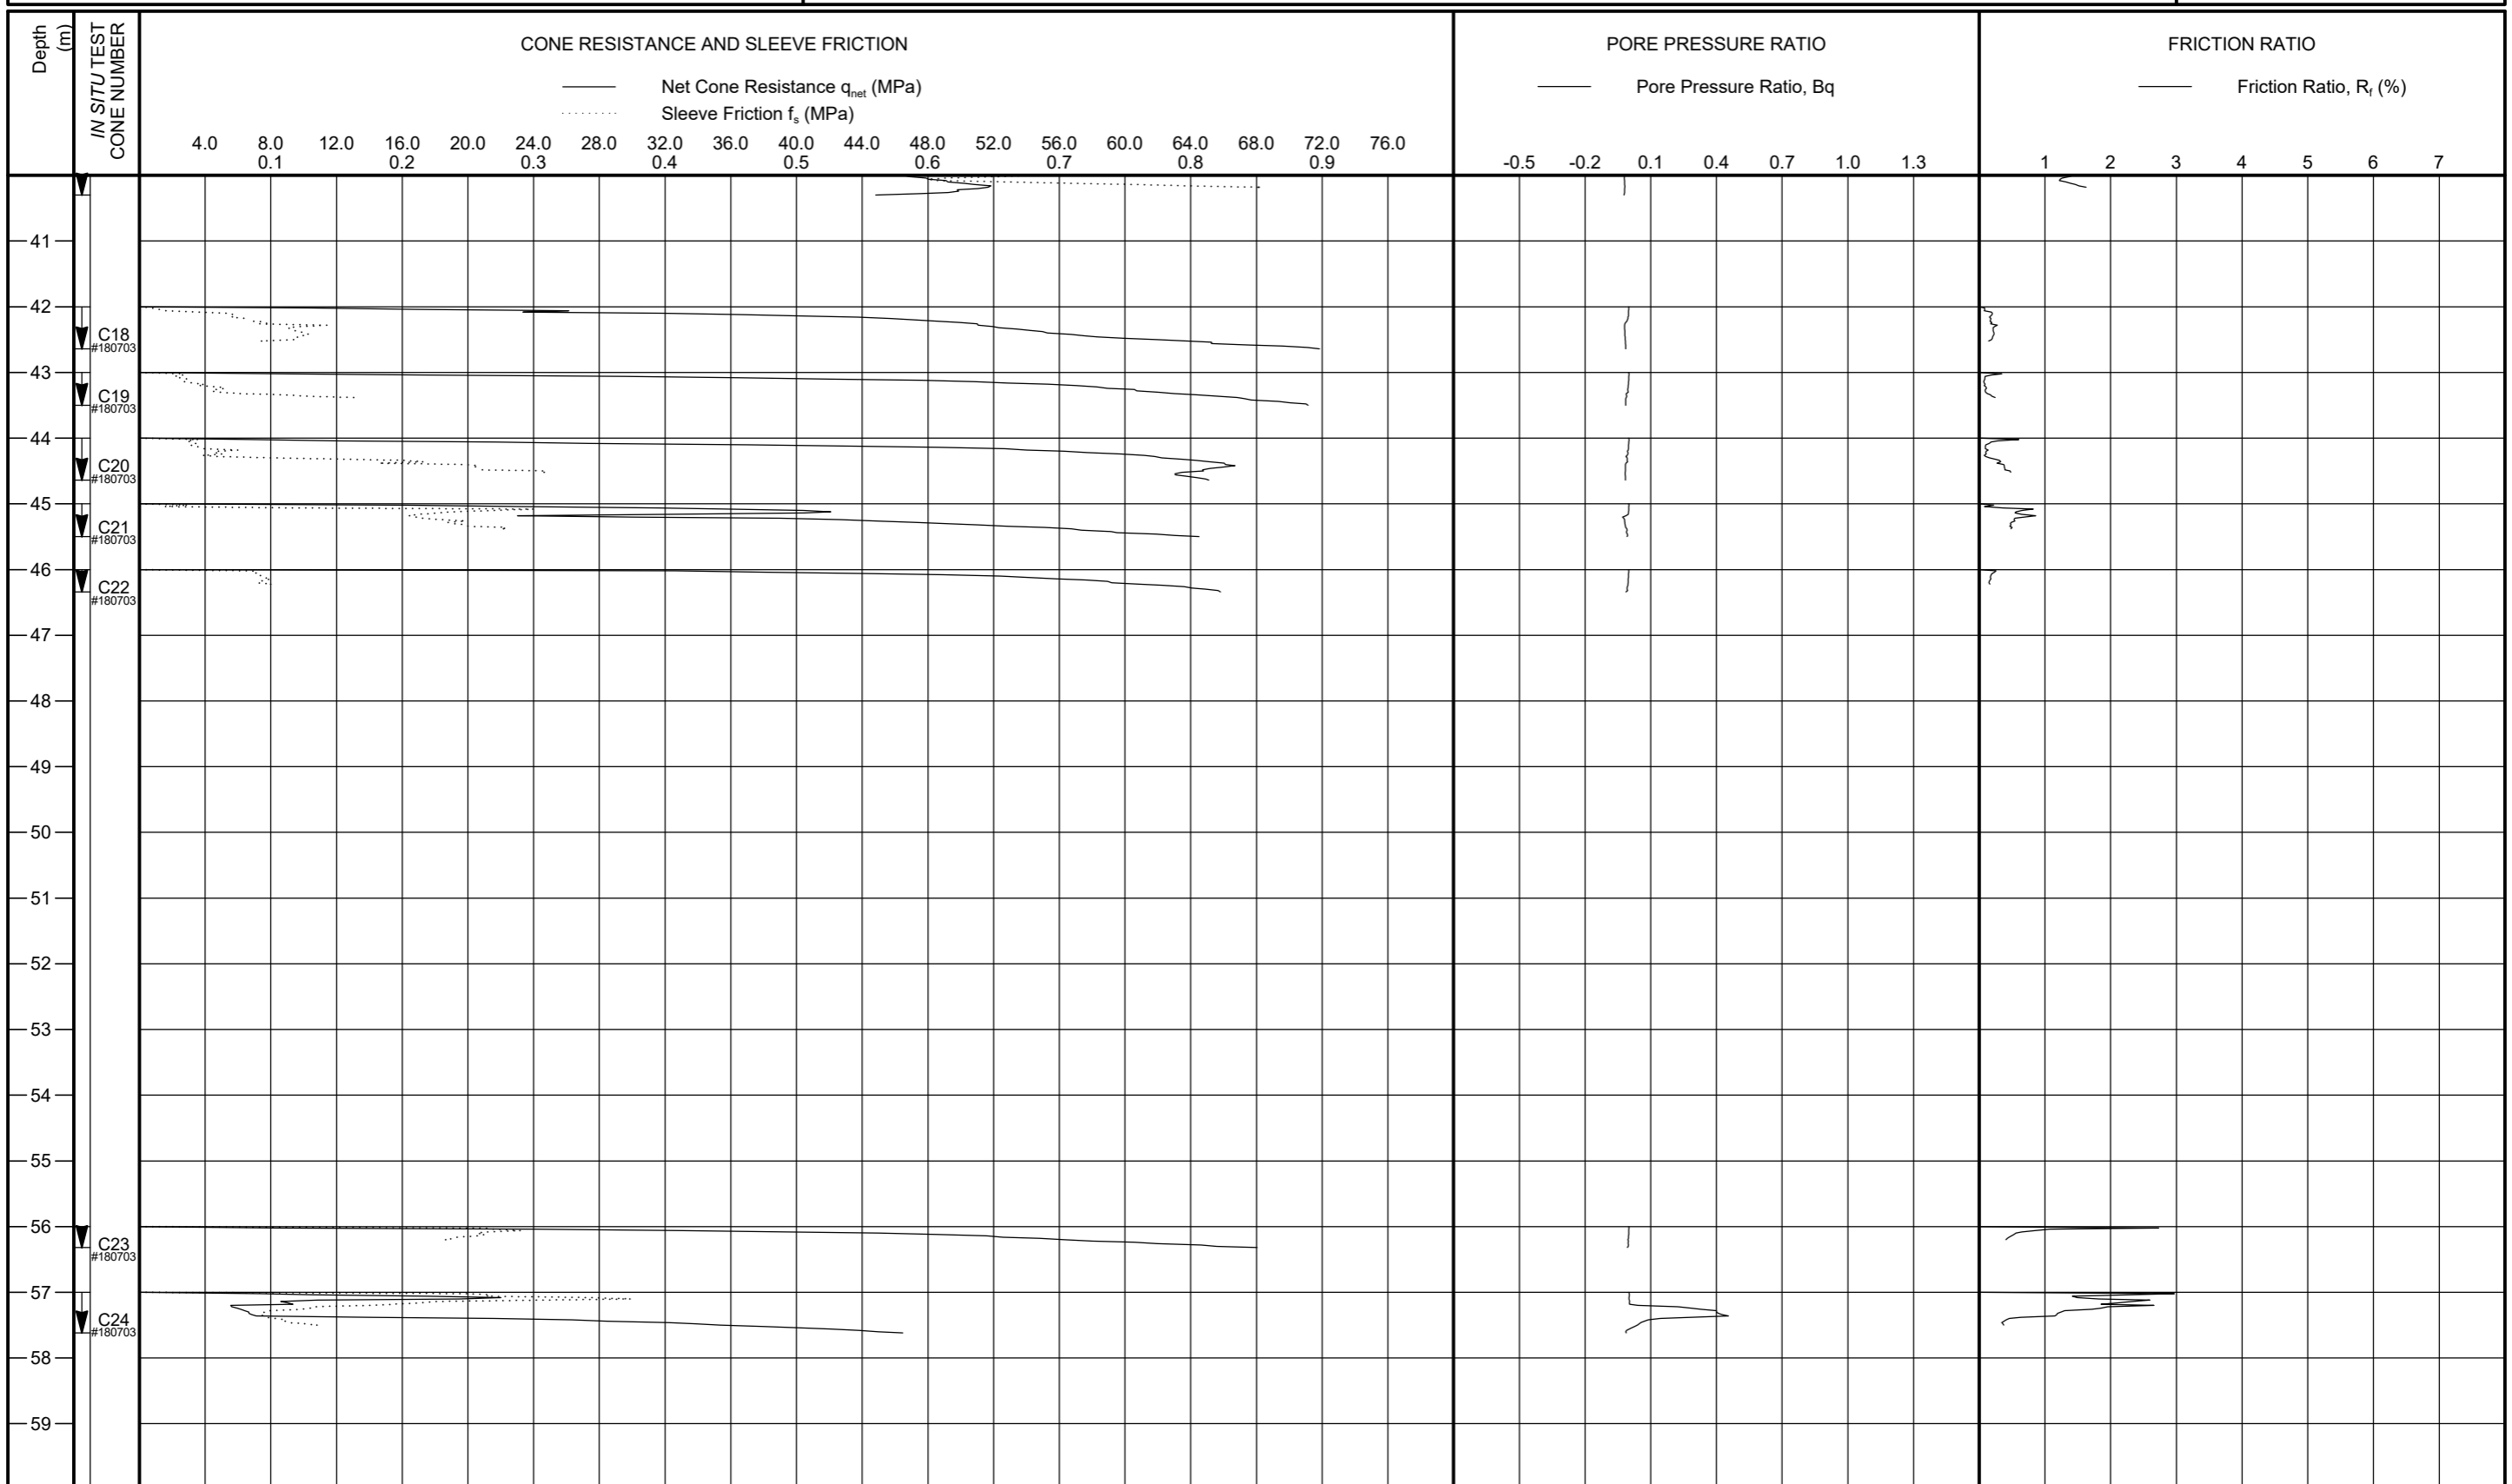 Depth
(m)
IN SITU TEST
CONE NUMBER
CONE RESISTANCE AND SLEEVE FRICTION
Net Cone Resistance qnet (MPa)
Sleeve Friction fs (MPa)
4.0 8.0 12.0 16.0 20.0 24.0 28.0 32.0 36.0 40.0 44.0 48.0 52.0 56.0 60.0 64.0 68.0 72.0 76.0
0.1 0.2 0.3 0.4 0.5 0.6 0.7 0.8 0.9
PORE PRESSURE RATIO
Pore Pressure Ratio, Bq
-0.5 -0.2 0.1 0.4 0.7 1.0 1.3
FRICTION RATIO
Friction Ratio, Rf (%)
1 2 3 4 5 6 7
41
42
C18
#180703
43
C19
#180703
44
C20
#180703
45
C21
#180703
46
C22
#180703
47
48
49
50
51
52
53
54
55
56
C23
#180703
57
C24
#180703
58
59